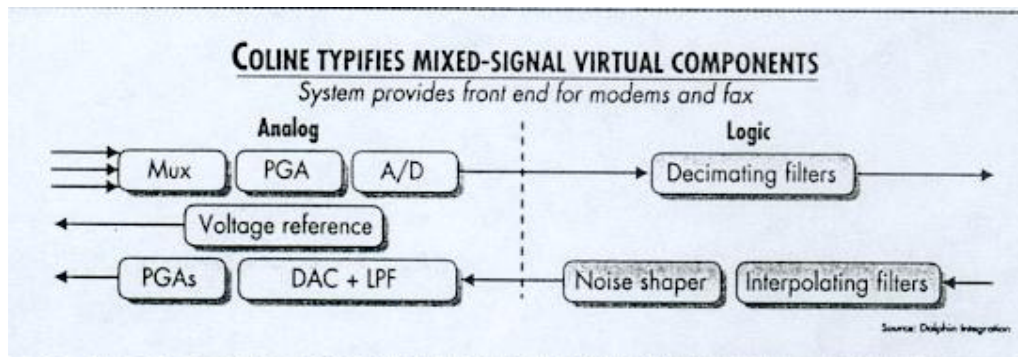 COLINE TYPIFIES MIXED-SIGNAL VIRTUAL COMPONENTS
System provides front end for modems and fax
Analog
Logic
Mux
PGA
A/D
Decimating filters
Voltage reference
PGAs
DAC + LPF
Noise shaper
Interpolating filters
Source: Dolphin Integration